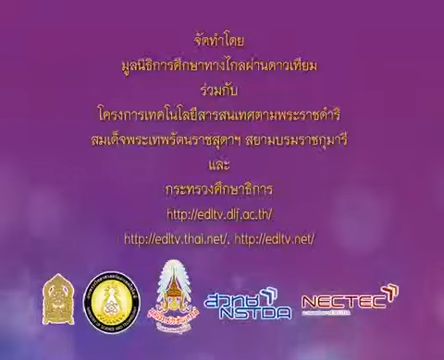 จัดทำโดย
มูลนิธิการศึกษาทางไกลผ่านดาวเทียม
ร่วมกับ
โครงการเทคโนโลยีสารสนเทศตามพระราชดำริ
สมเด็จพระเทพรัตนราชสุดาฯ สยามบรมราชกุมารี
และ
กระทรวงศึกษาธิการ
http://edltv.dlf.ac.th/
http://edltv.thai.net/, http://edltv.net/
สวทช
NSTDA
NECTEC